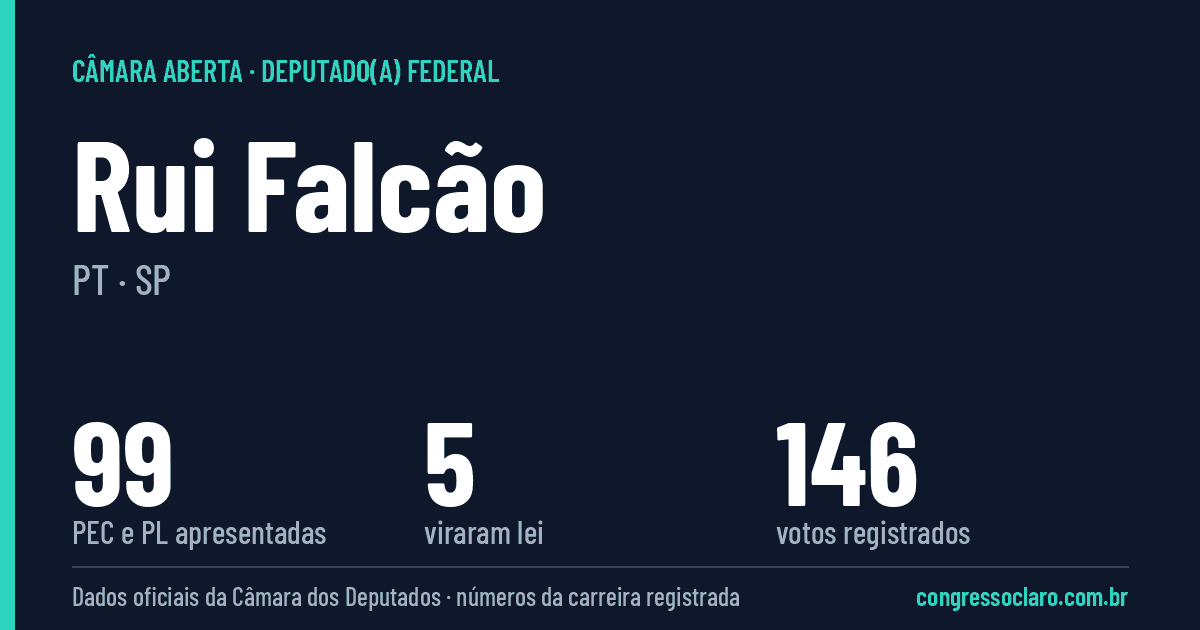 CÂMARA ABERTA · DEPUTADO(A) FEDERAL
Rui Falcão
PT · SP
99
PEC e PL apresentadas
5
viraram lei
146
votos registrados
Dados oficiais da Câmara dos Deputados · números da carreira registrada
congressoclaro.com.br